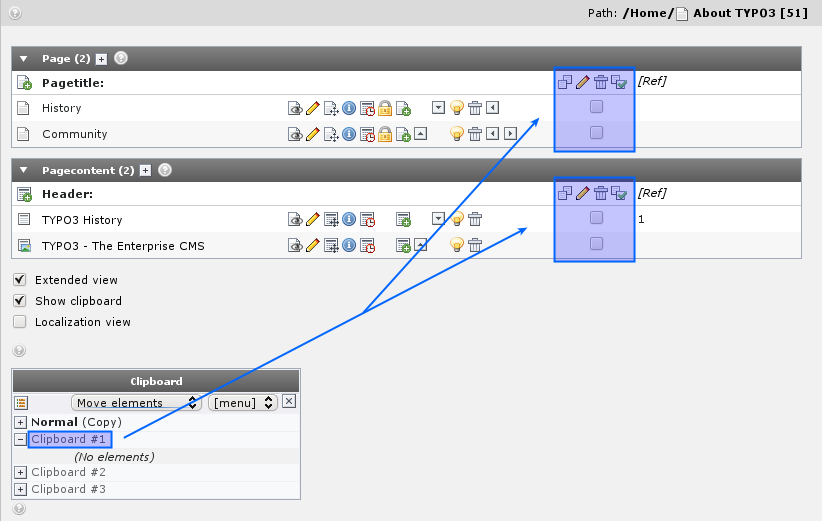 Path: /Home/ About TYPO3 [51]
Page (2)
Pagetitle: [Ref]
History
Community
Pagecontent (2)
Header: [Ref]
TYPO3 History 1
TYPO3 - The Enterprise CMS
Extended view
Show clipboard
Localization view
Clipboard
Move elements [menu]
Normal (Copy)
Clipboard #1
(No elements)
Clipboard #2
Clipboard #3